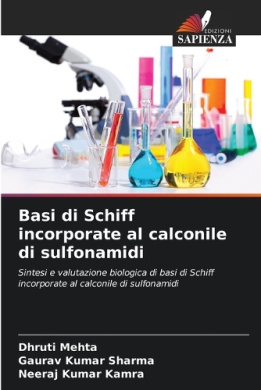 EDIZIONI
SAPIENZA
Basi di Schiff
incorporate al calconile
di sulfonamidi
Sintesi e valutazione biologica di basi di Schiff
incorporate al calconile di sulfonamidi
Dhruti Mehta
Gaurav Kumar Sharma
Neeraj Kumar Kamra